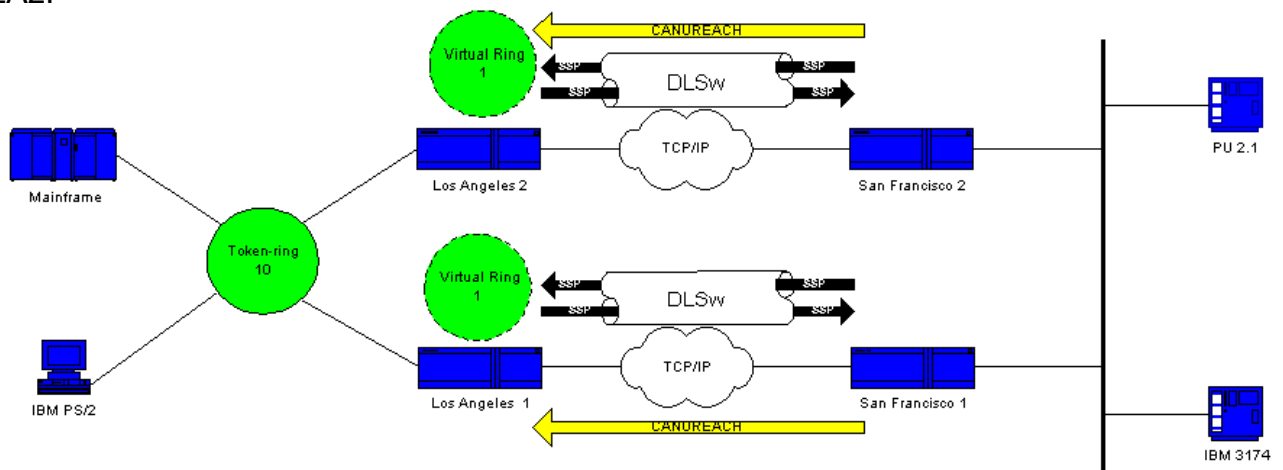 CANUREACH
Virtual Ring
1
SSP
SSP
DLSw
SSP
SSP
TCP/IP
Mainframe
Los Angeles 2
San Francisco 2
PU 2.1
Token-ring
10
Virtual Ring
1
SSP
SSP
DLSw
SSP
SSP
TCP/IP
IBM PS/2
Los Angeles 1
San Francisco 1
CANUREACH
IBM 3174